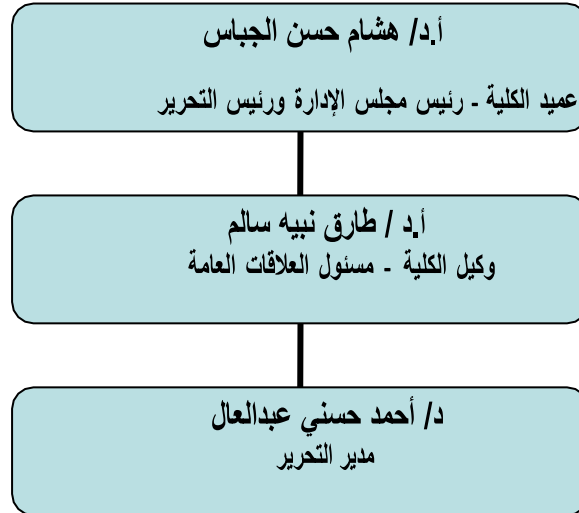 أ.د/ هشام حسن الجباس
عميد الكلية - رئيس مجلس الإدارة ورئيس التحرير
أ.د / طارق نبيه سالم
وكيل الكلية - مسئول العلاقات العامة
د/ أحمد حسني عبدالعال
مدير التحرير